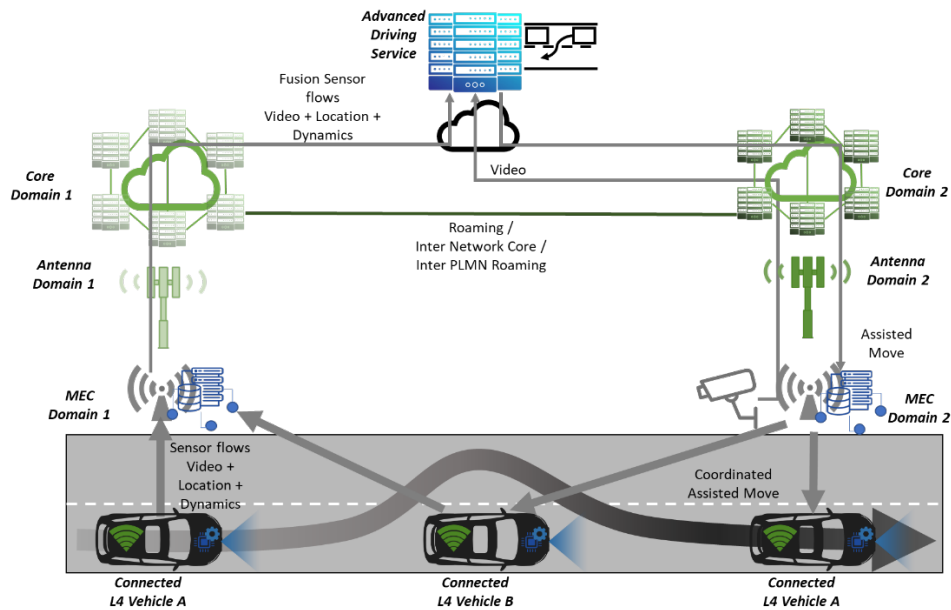 Advanced
Driving
Service
Fusion Sensor
flows
Video + Location +
Dynamics
Video
Core
Domain 1
Core
Domain 2
Roaming /
Inter Network Core /
Inter PLMN Roaming
Antenna
Domain 1
Antenna
Domain 2
Assisted
Move
MEC
Domain 1
MEC
Domain 2
Sensor flows
Video +
Location +
Dynamics
Coordinated
Assisted Move
Connected
L4 Vehicle A
Connected
L4 Vehicle B
Connected
L4 Vehicle A